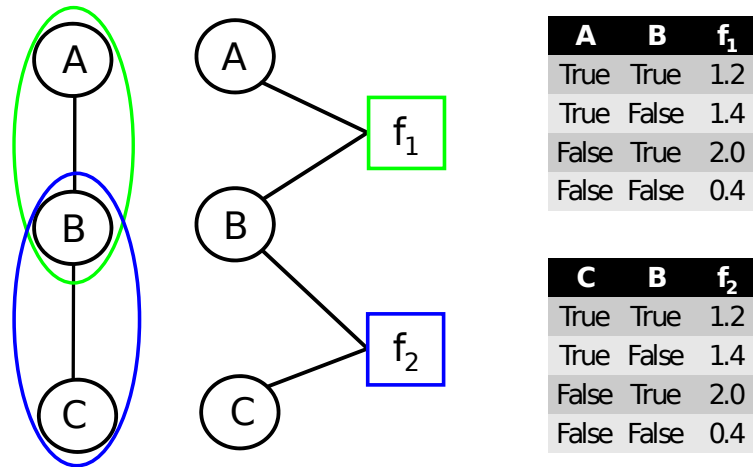 A
B
C
A
B
C
f1
f2
A B f1
True True 1.2
True False 1.4
False True 2.0
False False 0.4
C B f2
True True 1.2
True False 1.4
False True 2.0
False False 0.4